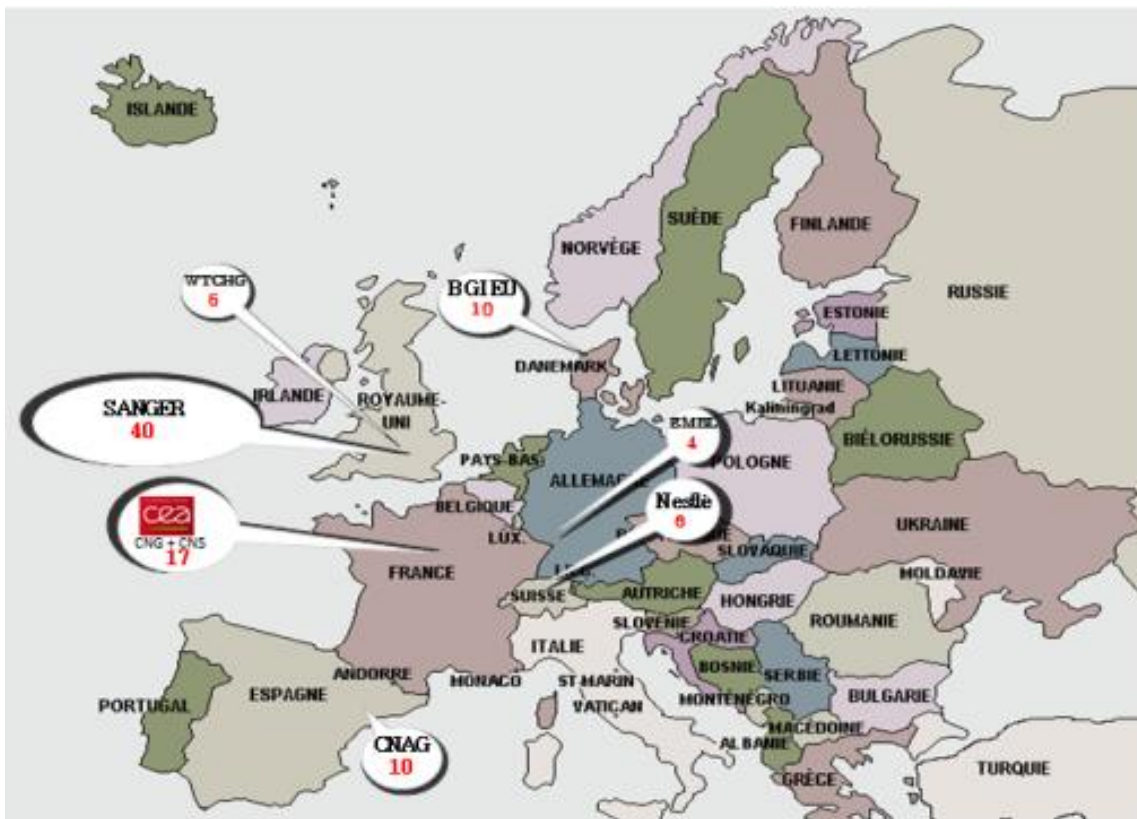 ISLANDE
SUÈDE
FINLANDE
NORVÈGE
RUSSIE
WTCHG
6
BGI EU
10
ESTONIE
LETTONIE
DANEMARK
LITUANIE
Kaliningrad
IRLANDE
ROYAUME-
UNI
SANGER
40
BIÉLORUSSIE
EMBL
4
PAYS-BAS
POLOGNE
ALLEMAGNE
BELGIQUE
Nestlè
6
cea
CNG + CNS
17
LUX.
UKRAINE
SLOVAQUIE
FRANCE
MOLDAVIE
SUISSE
AUTRICHE
HONGRIE
ROUMANIE
SLOVÉNIE
CROATIE
ITALIE
BOSNIE
SERBIE
ANDORRE
MONACO
ST-MARIN
ESPAGNE
MONTÉNÉGRO
BULGARIE
PORTUGAL
VATICAN
MACÉDOINE
ALBANIE
CNAG
10
GRÈCE
TURQUIE